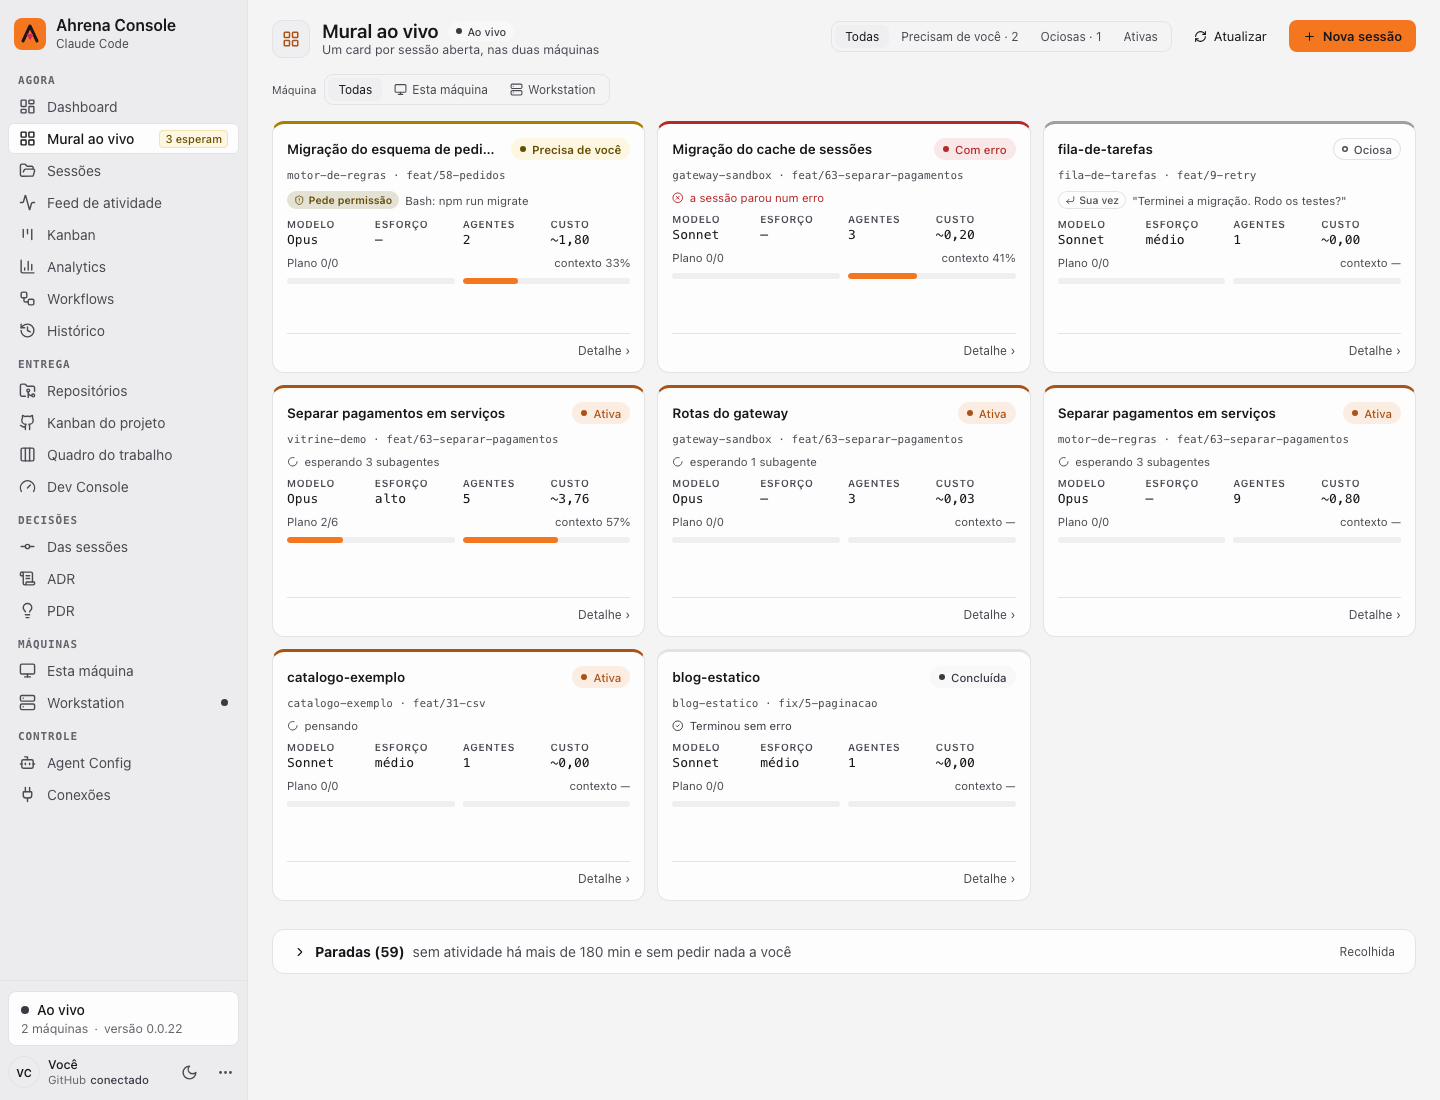 Ahrena Console
Claude Code
AGORA
Dashboard
Mural ao vivo 3 esperam
Sessões
Feed de atividade
Kanban
Analytics
Workflows
Histórico
ENTREGA
Repositórios
Kanban do projeto
Quadro do trabalho
Dev Console
DECISÕES
Das sessões
ADR
PDR
MÁQUINAS
Esta máquina
Workstation
CONTROLE
Agent Config
Conexões
Ao vivo
2 máquinas · versão 0.0.22
VC
Você
GitHub conectado
Mural ao vivo Ao vivo
Um card por sessão aberta, nas duas máquinas
Todas Precisam de você · 2 Ociosas · 1 Ativas
Atualizar
+ Nova sessão
Máquina Todas Esta máquina Workstation
Migração do esquema de pedi... Precisa de você
motor-de-regras · feat/58-pedidos
Pede permissão Bash: npm run migrate
MODELO ESFORÇO AGENTES CUSTO
Opus — 2 ~1,80
Plano 0/0 contexto 33%
Detalhe ›
Migração do cache de sessões Com erro
gateway-sandbox · feat/63-separar-pagamentos
a sessão parou num erro
MODELO ESFORÇO AGENTES CUSTO
Sonnet — 3 ~0,20
Plano 0/0 contexto 41%
Detalhe ›
fila-de-tarefas Ociosa
fila-de-tarefas · feat/9-retry
Sua vez "Terminei a migração. Rodo os testes?"
MODELO ESFORÇO AGENTES CUSTO
Sonnet médio 1 ~0,00
Plano 0/0 contexto —
Detalhe ›
Separar pagamentos em serviços Ativa
vitrine-demo · feat/63-separar-pagamentos
esperando 3 subagentes
MODELO ESFORÇO AGENTES CUSTO
Opus alto 5 ~3,76
Plano 2/6 contexto 57%
Detalhe ›
Rotas do gateway Ativa
gateway-sandbox · feat/63-separar-pagamentos
esperando 1 subagente
MODELO ESFORÇO AGENTES CUSTO
Opus — 3 ~0,03
Plano 0/0 contexto —
Detalhe ›
Separar pagamentos em serviços Ativa
motor-de-regras · feat/63-separar-pagamentos
esperando 3 subagentes
MODELO ESFORÇO AGENTES CUSTO
Opus — 9 ~0,80
Plano 0/0 contexto —
Detalhe ›
catalogo-exemplo Ativa
catalogo-exemplo · feat/31-csv
pensando
MODELO ESFORÇO AGENTES CUSTO
Sonnet médio 1 ~0,00
Plano 0/0 contexto —
Detalhe ›
blog-estatico Concluída
blog-estatico · fix/5-paginacao
Terminou sem erro
MODELO ESFORÇO AGENTES CUSTO
Sonnet médio 1 ~0,00
Plano 0/0 contexto —
Detalhe ›
Paradas (59) sem atividade há mais de 180 min e sem pedir nada a você Recolhida